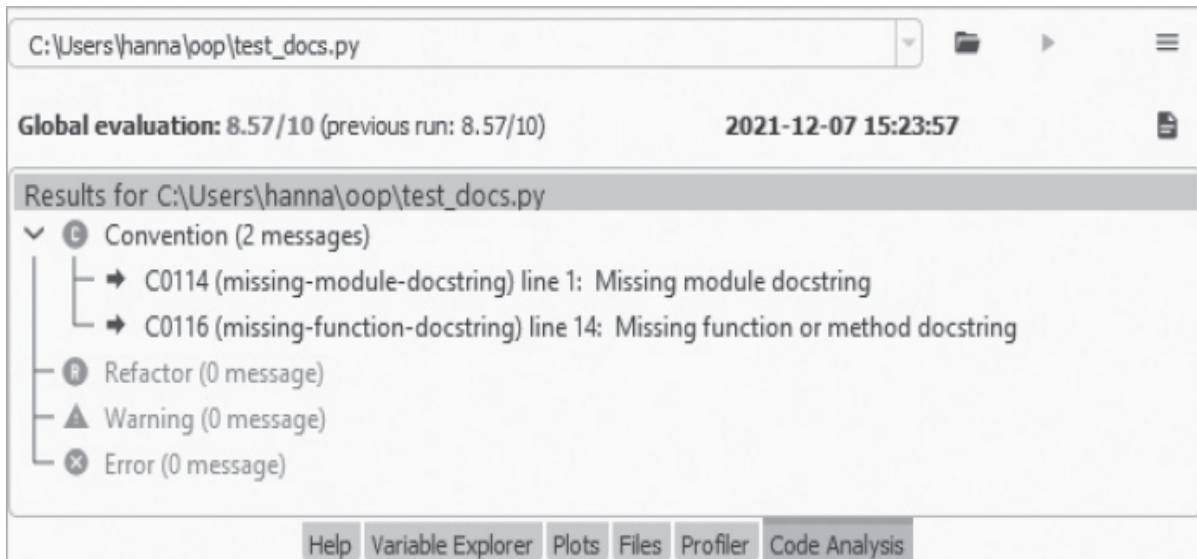 C:\Users\hanna\oop\test_docs.py
Global evaluation: 8.57/10 (previous run: 8.57/10) 2021-12-07 15:23:57
Results for C:\Users\hanna\oop\test_docs.py
C Convention (2 messages)
C0114 (missing-module-docstring) line 1: Missing module docstring
C0116 (missing-function-docstring) line 14: Missing function or method docstring
R Refactor (0 message)
Warning (0 message)
Error (0 message)
Help Variable Explorer Plots Files Profiler Code Analysis